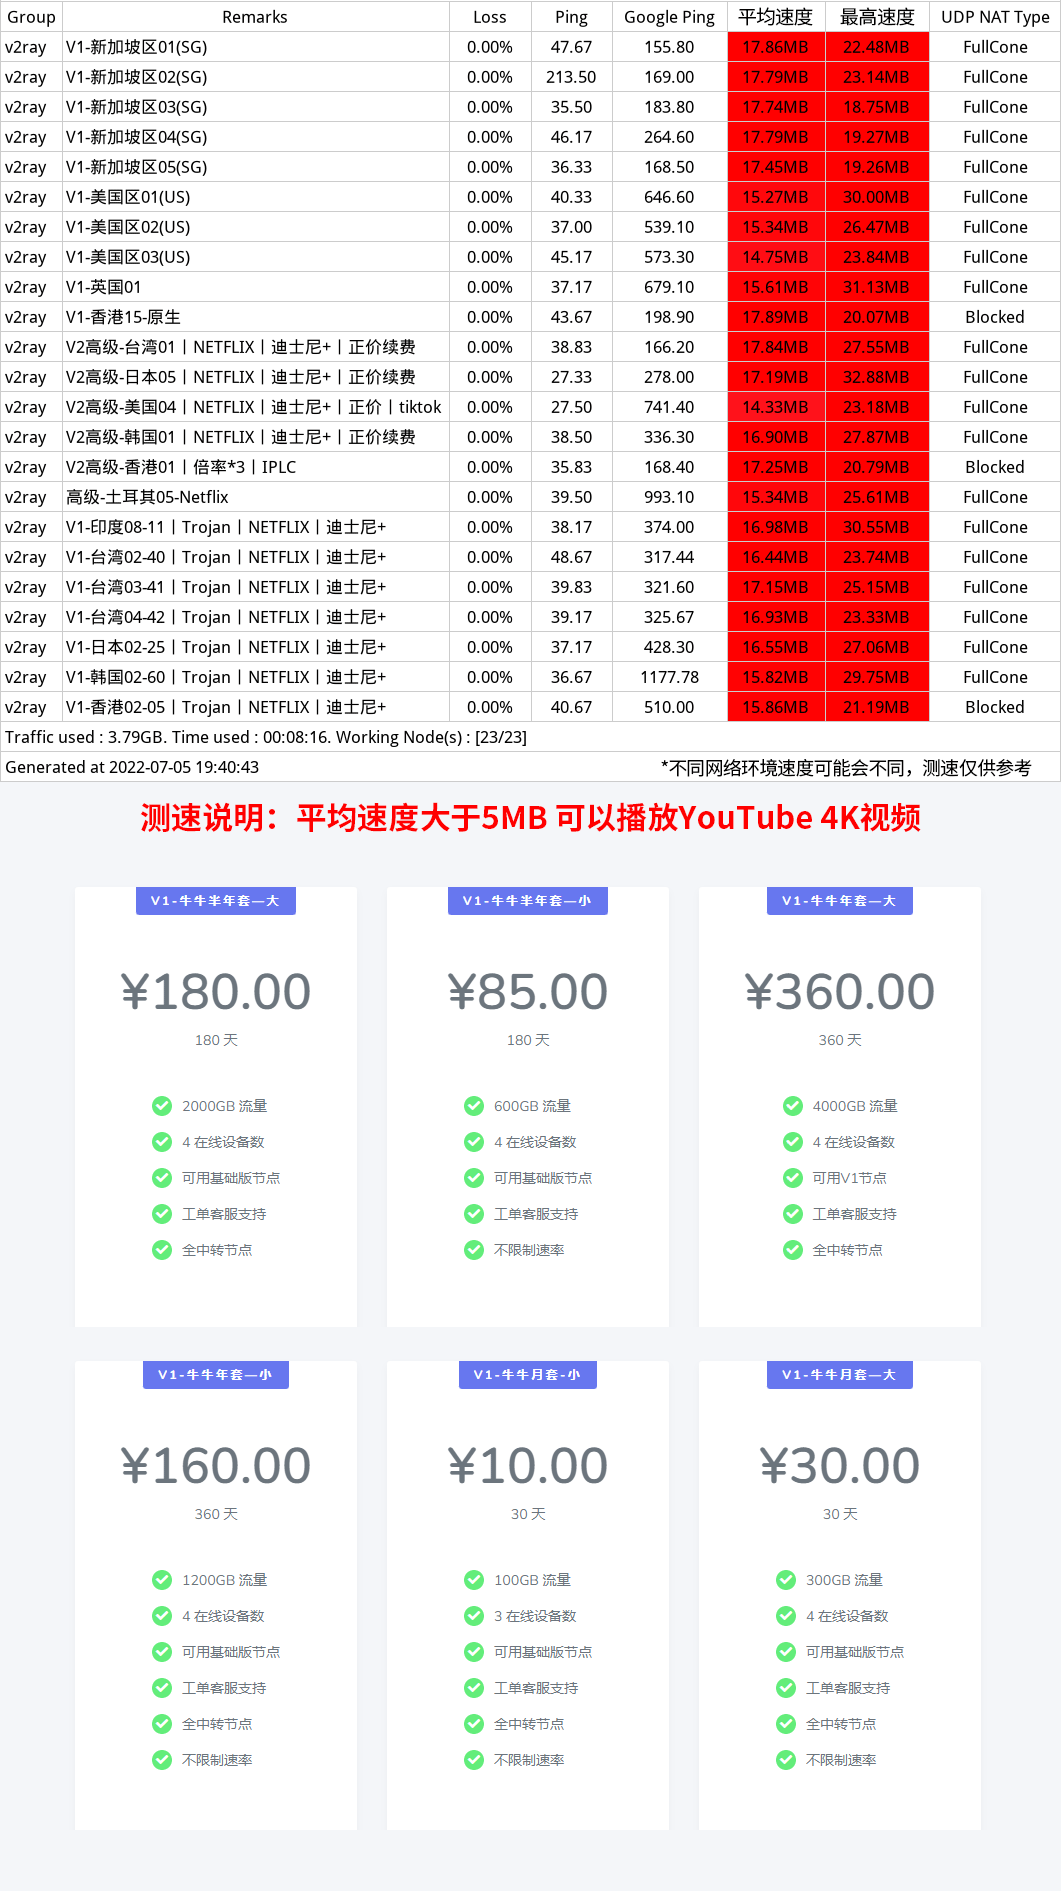 Group Remarks Loss Ping Google Ping 平均速度 最高速度 UDP NAT Type
v2ray V1-新加坡区01(SG) 0.00% 47.67 155.80 17.86MB 22.48MB FullCone
v2ray V1-新加坡区02(SG) 0.00% 213.50 169.00 17.79MB 23.14MB FullCone
v2ray V1-新加坡区03(SG) 0.00% 35.50 183.80 17.74MB 18.75MB FullCone
v2ray V1-新加坡区04(SG) 0.00% 46.17 264.60 17.79MB 19.27MB FullCone
v2ray V1-新加坡区05(SG) 0.00% 36.33 168.50 17.45MB 19.26MB FullCone
v2ray V1-美国区01(US) 0.00% 40.33 646.60 15.27MB 30.00MB FullCone
v2ray V1-美国区02(US) 0.00% 37.00 539.10 15.34MB 26.47MB FullCone
v2ray V1-美国区03(US) 0.00% 45.17 573.30 14.75MB 23.84MB FullCone
v2ray V1-英国01 0.00% 37.17 679.10 15.61MB 31.13MB FullCone
v2ray V1-香港15-原生 0.00% 43.67 198.90 17.89MB 20.07MB Blocked
v2ray V2高级-台湾01丨NETFLIX丨迪士尼+丨正价续费 0.00% 38.83 166.20 17.84MB 27.55MB FullCone
v2ray V2高级-日本05丨NETFLIX丨迪士尼+丨正价续费 0.00% 27.33 278.00 17.19MB 32.88MB FullCone
v2ray V2高级-美国04丨NETFLIX丨迪士尼+丨正价丨tiktok 0.00% 27.50 741.40 14.33MB 23.18MB FullCone
v2ray V2高级-韩国01丨NETFLIX丨迪士尼+丨正价续费 0.00% 38.50 336.30 16.90MB 27.87MB FullCone
v2ray V2高级-香港01丨倍率*3丨IPLC 0.00% 35.83 168.40 17.25MB 20.79MB Blocked
v2ray 高级-土耳其05-Netflix 0.00% 39.50 993.10 15.34MB 25.61MB FullCone
v2ray V1-印度08-11丨Trojan丨NETFLIX丨迪士尼+ 0.00% 38.17 374.00 16.98MB 30.55MB FullCone
v2ray V1-台湾02-40丨Trojan丨NETFLIX丨迪士尼+ 0.00% 48.67 317.44 16.44MB 23.74MB FullCone
v2ray V1-台湾03-41丨Trojan丨NETFLIX丨迪士尼+ 0.00% 39.83 321.60 17.15MB 25.15MB FullCone
v2ray V1-台湾04-42丨Trojan丨NETFLIX丨迪士尼+ 0.00% 39.17 325.67 16.93MB 23.33MB FullCone
v2ray V1-日本02-25丨Trojan丨NETFLIX丨迪士尼+ 0.00% 37.17 428.30 16.55MB 27.06MB FullCone
v2ray V1-韩国02-60丨Trojan丨NETFLIX丨迪士尼+ 0.00% 36.67 1177.78 15.82MB 29.75MB FullCone
v2ray V1-香港02-05丨Trojan丨NETFLIX丨迪士尼+ 0.00% 40.67 510.00 15.86MB 21.19MB Blocked
Traffic used : 3.79GB. Time used : 00:08:16. Working Node(s) : [23/23]
Generated at 2022-07-05 19:40:43 *不同网络环境速度可能会不同，测速仅供参考
测速说明：平均速度大于5MB 可以播放YouTube 4K视频
V1-牛牛半年套—大
¥180.00
180 天
2000GB 流量
4 在线设备数
可用基础版节点
工单客服支持
全中转节点
V1-牛牛半年套—小
¥85.00
180 天
600GB 流量
4 在线设备数
可用基础版节点
工单客服支持
不限制速率
V1-牛牛年套—大
¥360.00
360 天
4000GB 流量
4 在线设备数
可用V1节点
工单客服支持
全中转节点
V1-牛牛年套—小
¥160.00
360 天
1200GB 流量
4 在线设备数
可用基础版节点
工单客服支持
全中转节点
不限制速率
V1-牛牛月套-小
¥10.00
30 天
100GB 流量
3 在线设备数
可用基础版节点
工单客服支持
全中转节点
不限制速率
V1-牛牛月套—大
¥30.00
30 天
300GB 流量
4 在线设备数
可用基础版节点
工单客服支持
全中转节点
不限制速率